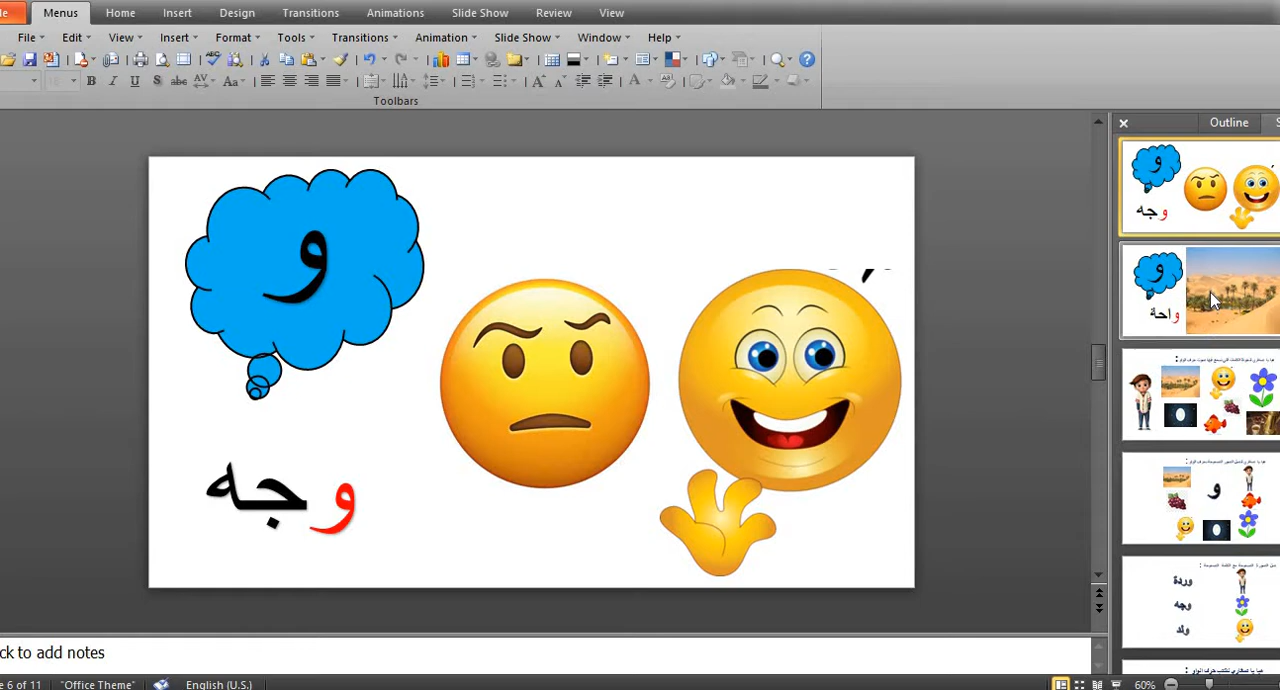 Menus Home Insert Design Transitions Animations Slide Show Review View
File Edit View Insert Format Tools Transitions Animation Slide Show Window Help
Toolbars
Outline
و
وجه
و
وجه
و
واحة
و
وردة
وجه
ولد
ck to add notes
e 6 of 11 "Office Theme" English (U.S.) 60%